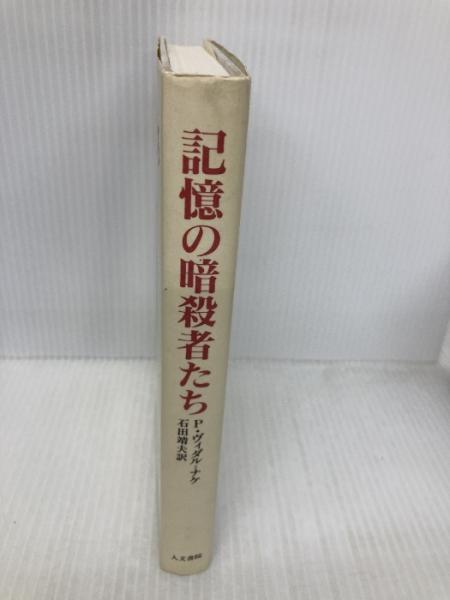 記憶の暗殺者たち
P・ヴィダル=ナケ
石田靖夫訳
人文書院